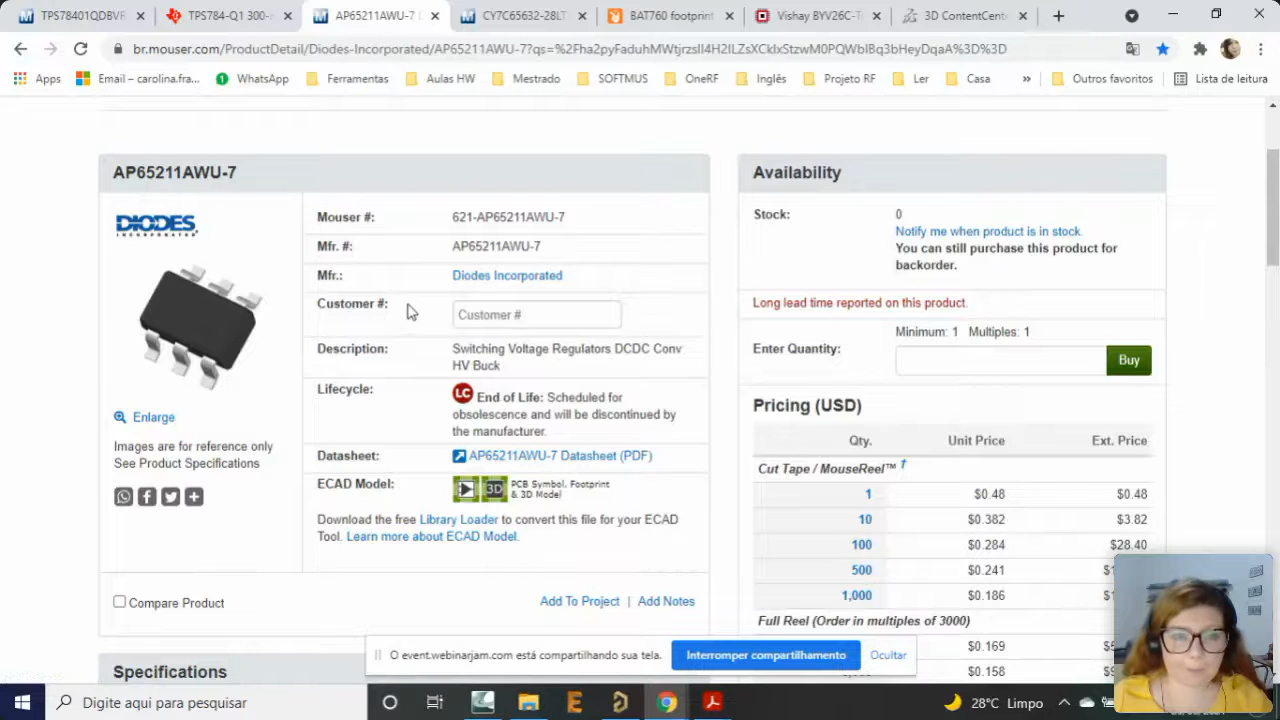 TPS78401QDBVR
TPS784-Q1 300-
AP65211AWU-7
CY7C65632-28LT
BAT760 footprint
Vishay BYV26C-T
3D ContentCent
br.mouser.com/ProductDetail/Diodes-Incorporated/AP65211AWU-7?qs=%2Fha2pyFaduhMWtjrzslI4H2ILZsXCklxStzwM0PQWbIBq3bHeyDqaA%3D%3D
Apps
Email – carolina.fra...
WhatsApp
Ferramentas
Aulas HW
Mestrado
SOFTMUS
OneRF
Inglês
Projeto RF
Ler
Casa
»
Outros favoritos
Lista de leitura
AP65211AWU-7
DIODES
INCORPORATED
Enlarge
Images are for reference only
See Product Specifications
Mouser #: 621-AP65211AWU-7
Mfr. #: AP65211AWU-7
Mfr.: Diodes Incorporated
Customer #: Customer #
Description: Switching Voltage Regulators DCDC Conv
HV Buck
Lifecycle: LC End of Life: Scheduled for
obsolescence and will be discontinued by
the manufacturer.
Datasheet: AP65211AWU-7 Datasheet (PDF)
ECAD Model: 3D PCB Symbol, Footprint
& 3D Model
Download the free Library Loader to convert this file for your ECAD
Tool. Learn more about ECAD Model.
Compare Product
Add To Project | Add Notes
Specifications
Availability
Stock: 0
Notify me when product is in stock.
You can still purchase this product for
backorder.
Long lead time reported on this product.
Minimum: 1 Multiples: 1
Enter Quantity: Buy
Pricing (USD)
Qty. Unit Price Ext. Price
Cut Tape / MouseReel™ †
1 $0.48 $0.48
10 $0.382 $3.82
100 $0.284 $28.40
500 $0.241
1,000 $0.186
Full Reel (Order in multiples of 3000)
$0.169
$0.158
O event.webinarjam.com está compartilhando sua tela.
Interromper compartilhamento
Ocultar
Digite aqui para pesquisar
28°C Limpo